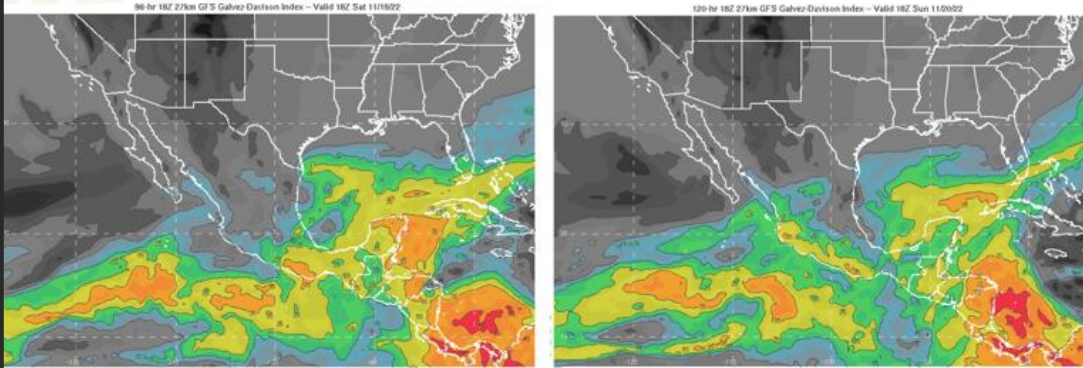 96-hr 18Z 27km GFS Galvez-Davison Index – Valid 18Z Sat 11/19/22
120-hr 18Z 27km GFS Galvez-Davison Index – Valid 18Z Sun 11/20/22